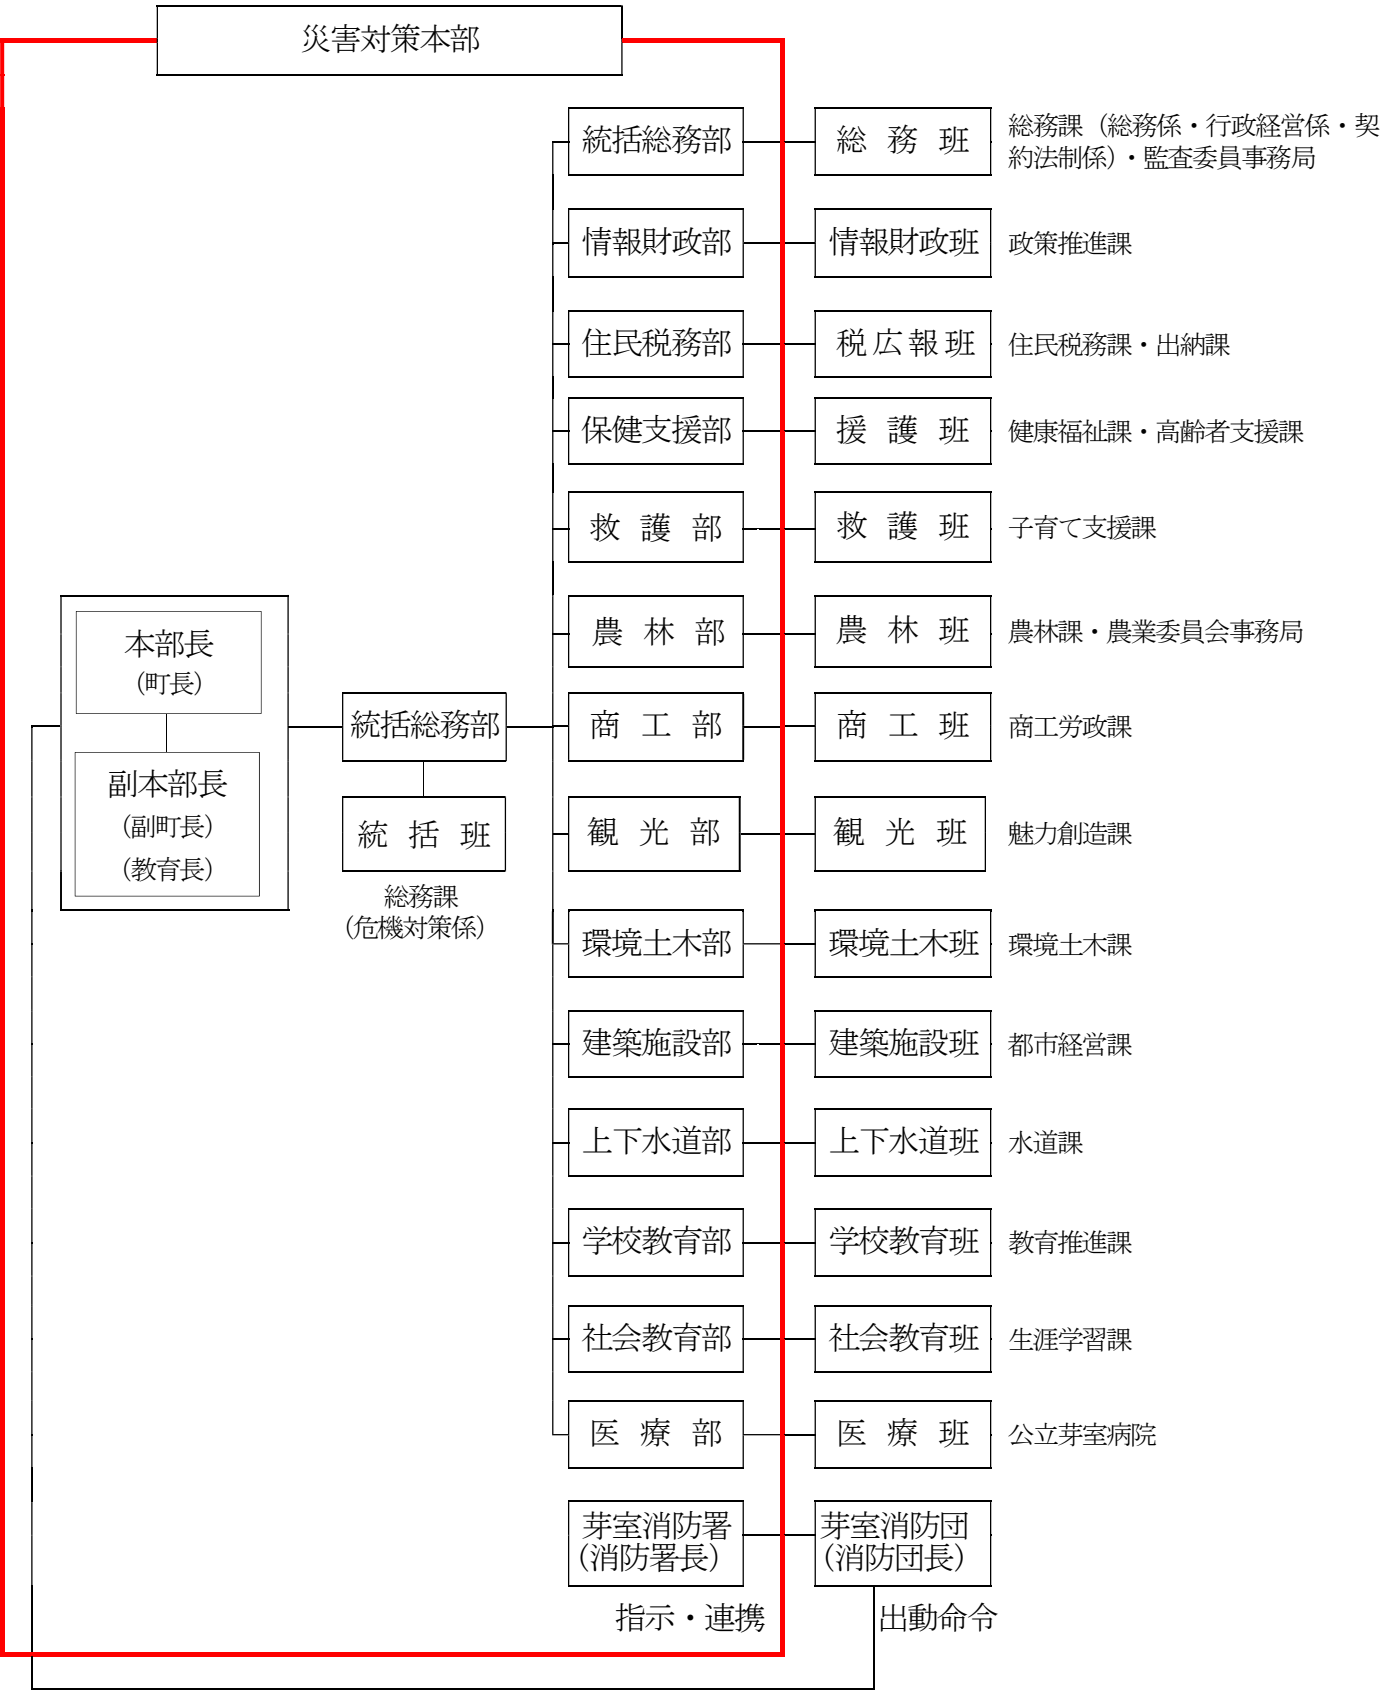 災害対策本部
統括総務部
総務班
総務課（総務係・行政経営係・契
約法制係）・監査委員事務局
情報財政部
情報財政班
政策推進課
住民税務部
税広報班
住民税務課・出納課
保健支援部
援護班
健康福祉課・高齢者支援課
救護部
救護班
子育て支援課
農林部
農林班
農林課・農業委員会事務局
本部長
（町長）
副本部長
（副町長）
（教育長）
統括総務部
統括班
総務課
（危機対策係）
商工部
商工班
商工労政課
観光部
観光班
魅力創造課
環境土木部
環境土木班
環境土木課
建築施設部
建築施設班
都市経営課
上下水道部
上下水道班
水道課
学校教育部
学校教育班
教育推進課
社会教育部
社会教育班
生涯学習課
医療部
医療班
公立芽室病院
芽室消防署
（消防署長）
芽室消防団
（消防団長）
指示・連携
出動命令